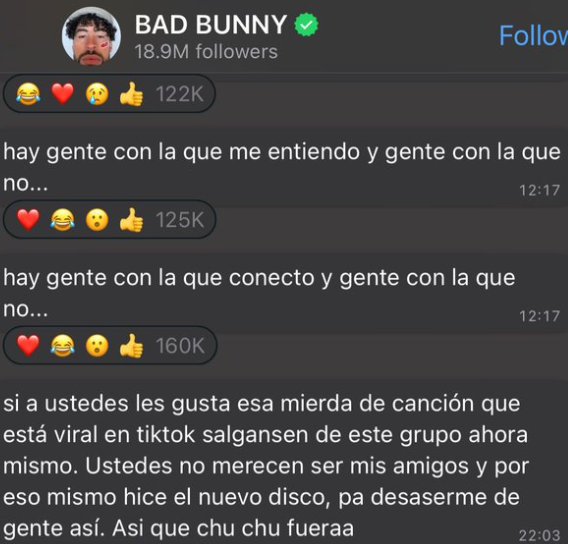 BAD BUNNY
18.9M followers
Follow
122K
hay gente con la que me entiendo y gente con la que
no...
12:17
125K
hay gente con la que conecto y gente con la que
no...
12:17
160K
si a ustedes les gusta esa mierda de canción que
está viral en tiktok salgansen de este grupo ahora
mismo. Ustedes no merecen ser mis amigos y por
eso mismo hice el nuevo disco, pa desaserme de
gente así. Asi que chu chu fueraa
22:03